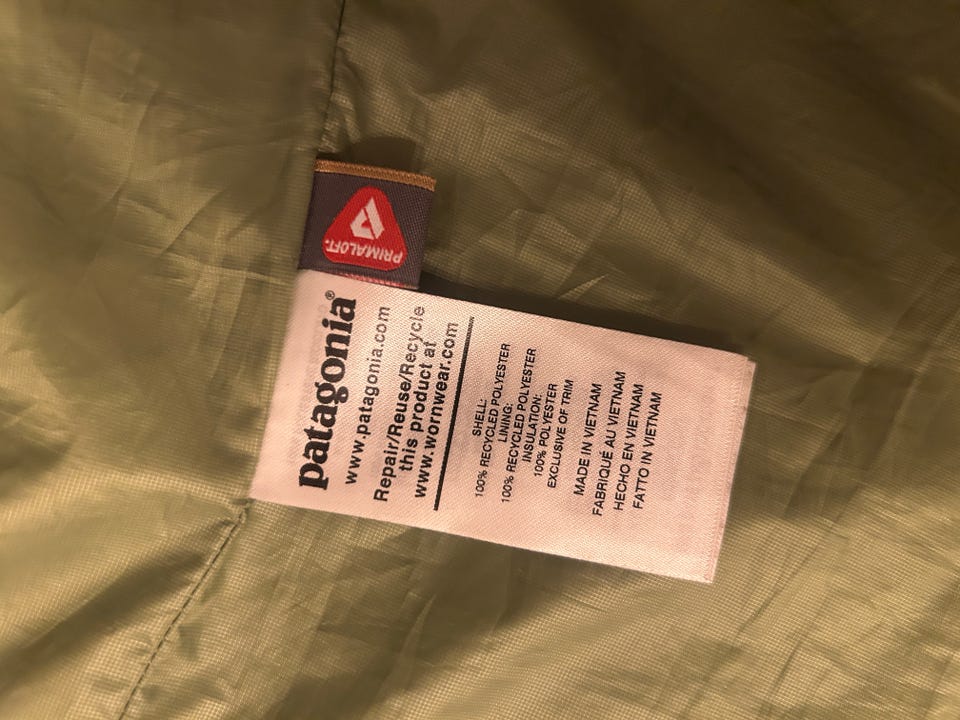 PRIMALOFT®
patagonia®
www.patagonia.com
Repair/Reuse/Recycle
this product at
www.wornwear.com
SHELL:
100% RECYCLED POLYESTER
LINING:
100% RECYCLED POLYESTER
INSULATION:
100% POLYESTER
EXCLUSIVE OF TRIM
MADE IN VIETNAM
FABRIQUÉ AU VIETNAM
HECHO EN VIETNAM
FATTO IN VIETNAM